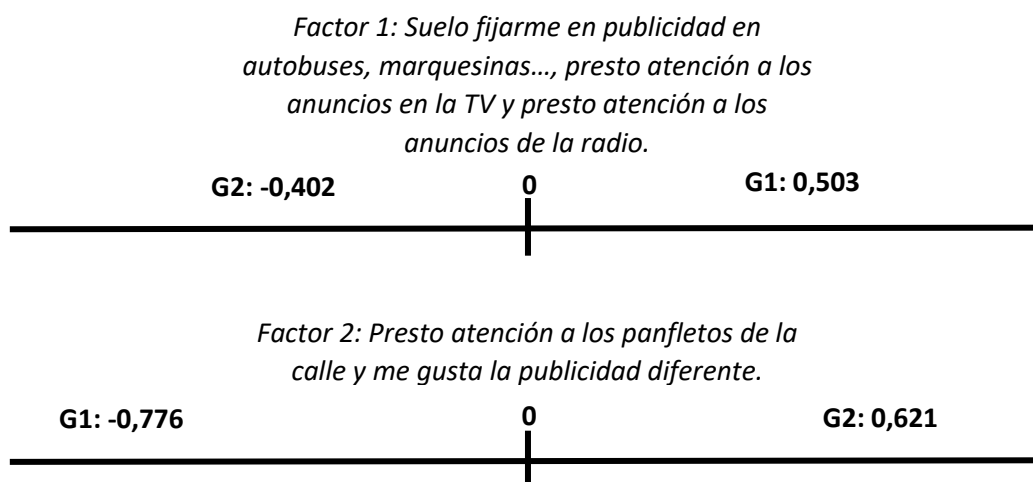 Factor 1: Suelo fijarme en publicidad en
autobuses, marquesinas…, presto atención a los
anuncios en la TV y presto atención a los
anuncios de la radio.
G2: -0,402 0 G1: 0,503
Factor 2: Presto atención a los panfletos de la
calle y me gusta la publicidad diferente.
G1: -0,776 0 G2: 0,621